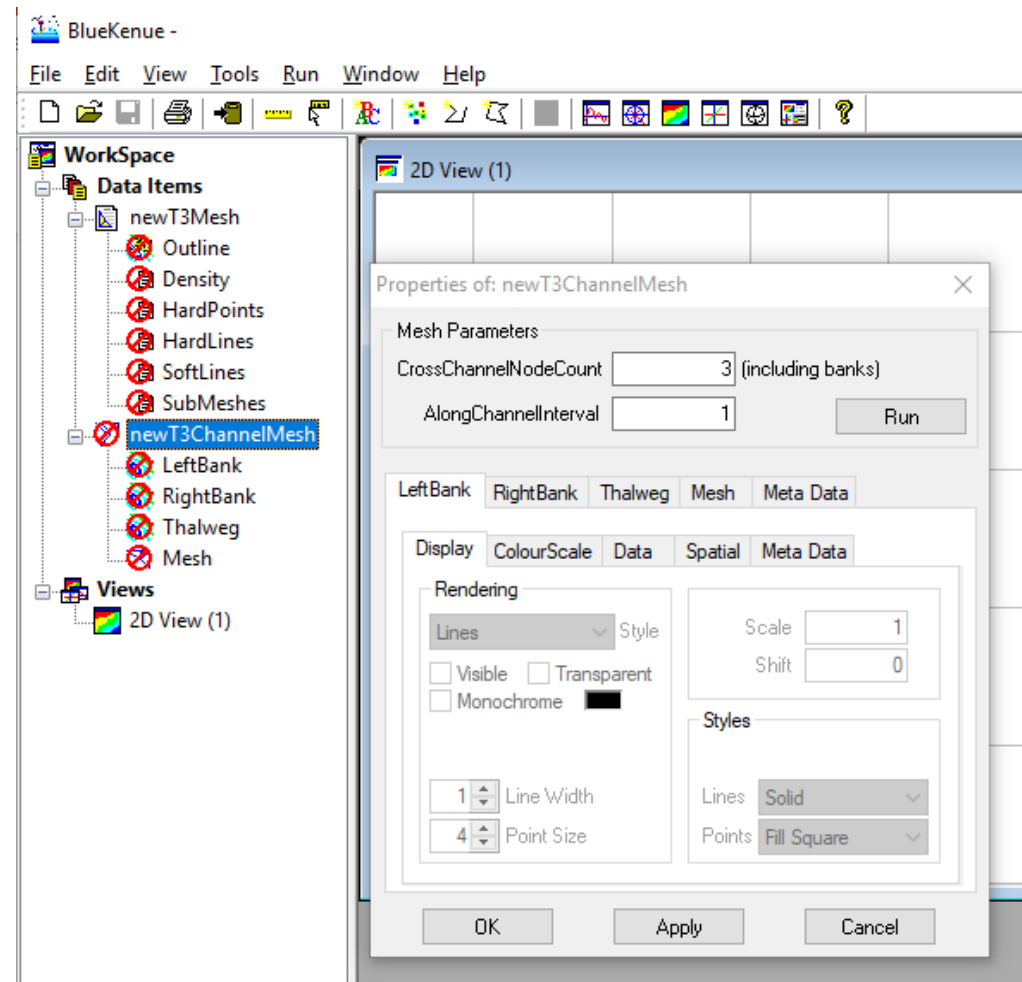 BlueKenue -
File Edit View Tools Run Window Help
WorkSpace
Data Items
newT3Mesh
Outline
Density
HardPoints
HardLines
SoftLines
SubMeshes
newT3ChannelMesh
LeftBank
RightBank
Thalweg
Mesh
Views
2D View (1)
2D View (1)
Properties of: newT3ChannelMesh
Mesh Parameters
CrossChannelNodeCount 3 (including banks)
AlongChannelInterval 1 Run
LeftBank RightBank Thalweg Mesh Meta Data
Display ColourScale Data Spatial Meta Data
Rendering
Lines Style Scale 1
Shift 0
Visible Transparent
Monochrome
Styles
1 Line Width Lines Solid
4 Point Size Points Fill Square
OK Apply Cancel